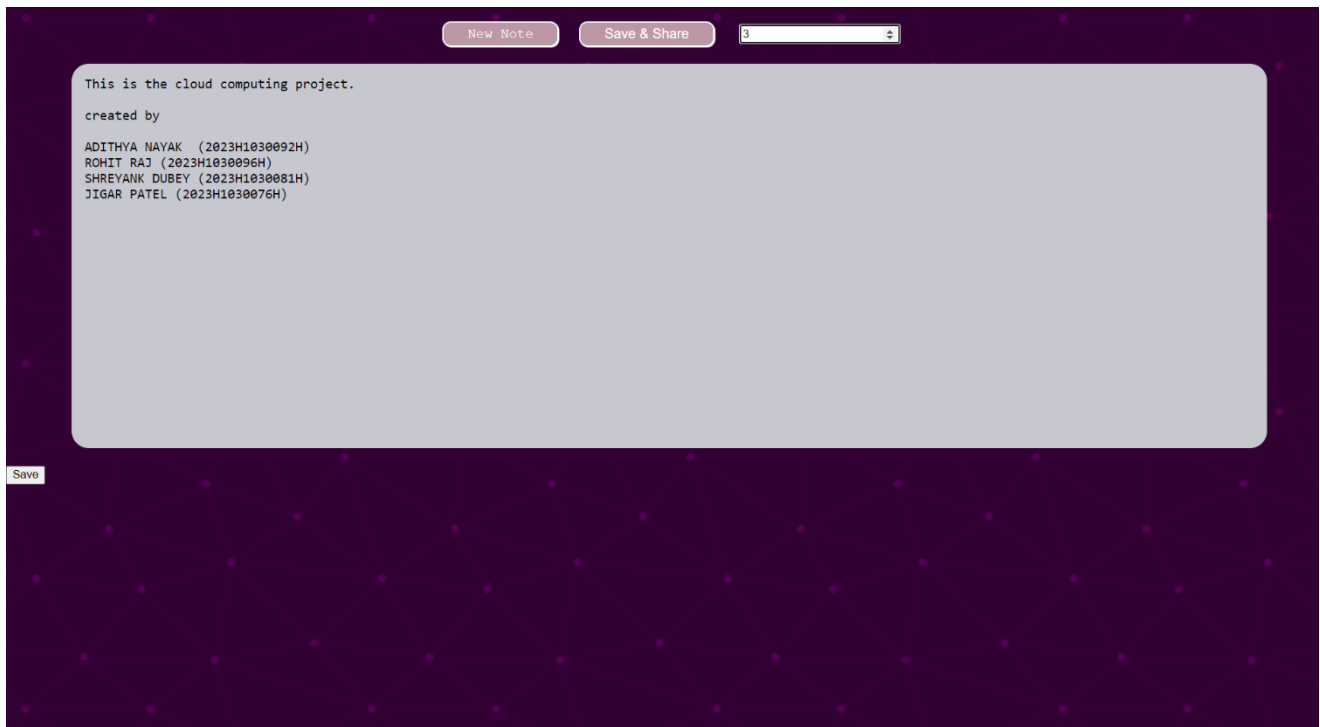 New Note Save & Share 3
This is the cloud computing project.
created by
ADITHYA NAYAK  (2023H1030092H)
ROHIT RAJ (2023H1030096H)
SHREYANK DUBEY (2023H1030081H)
JIGAR PATEL (2023H1030076H)
Save